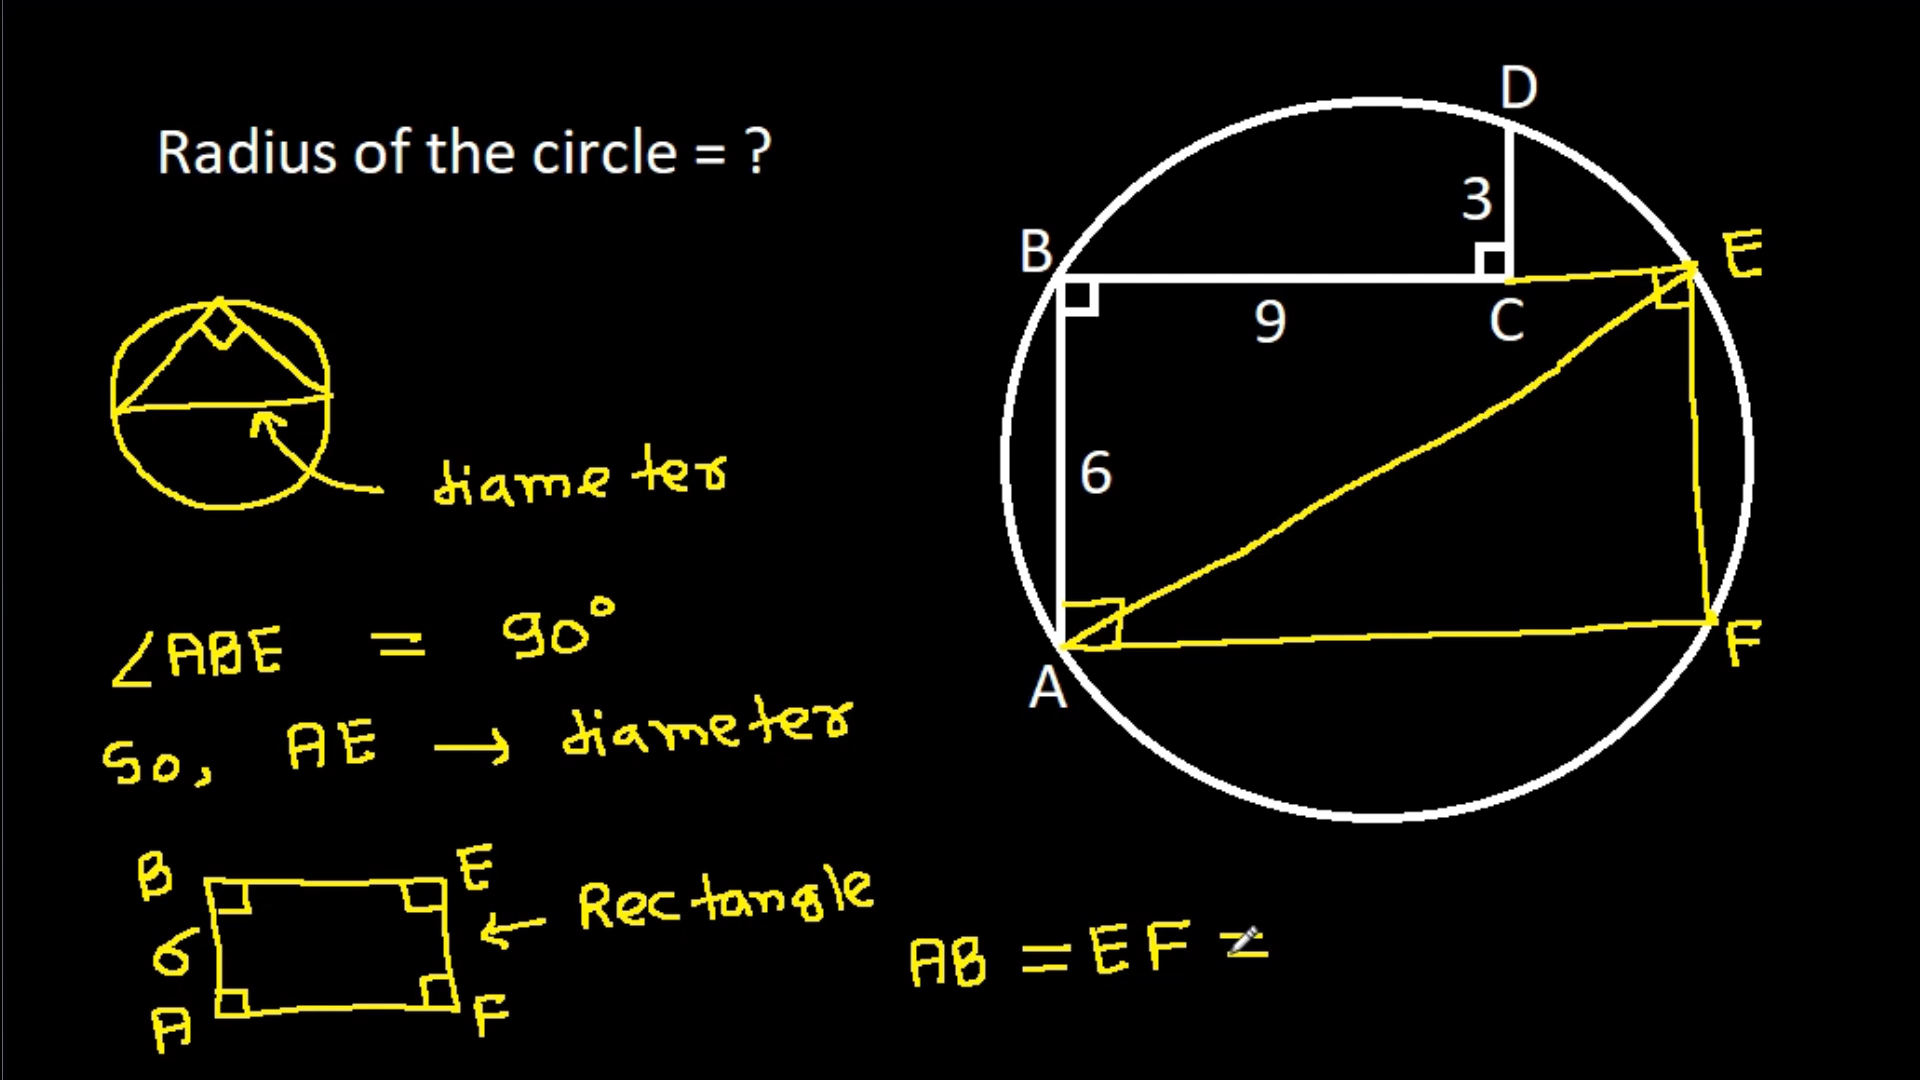 Radius of the circle = ?
diameter
∠ABE = 90°
So, AE → diameter
B E
6 ← Rectangle
A F
AB = EF =
D
3
B
E
9
C
6
A
F